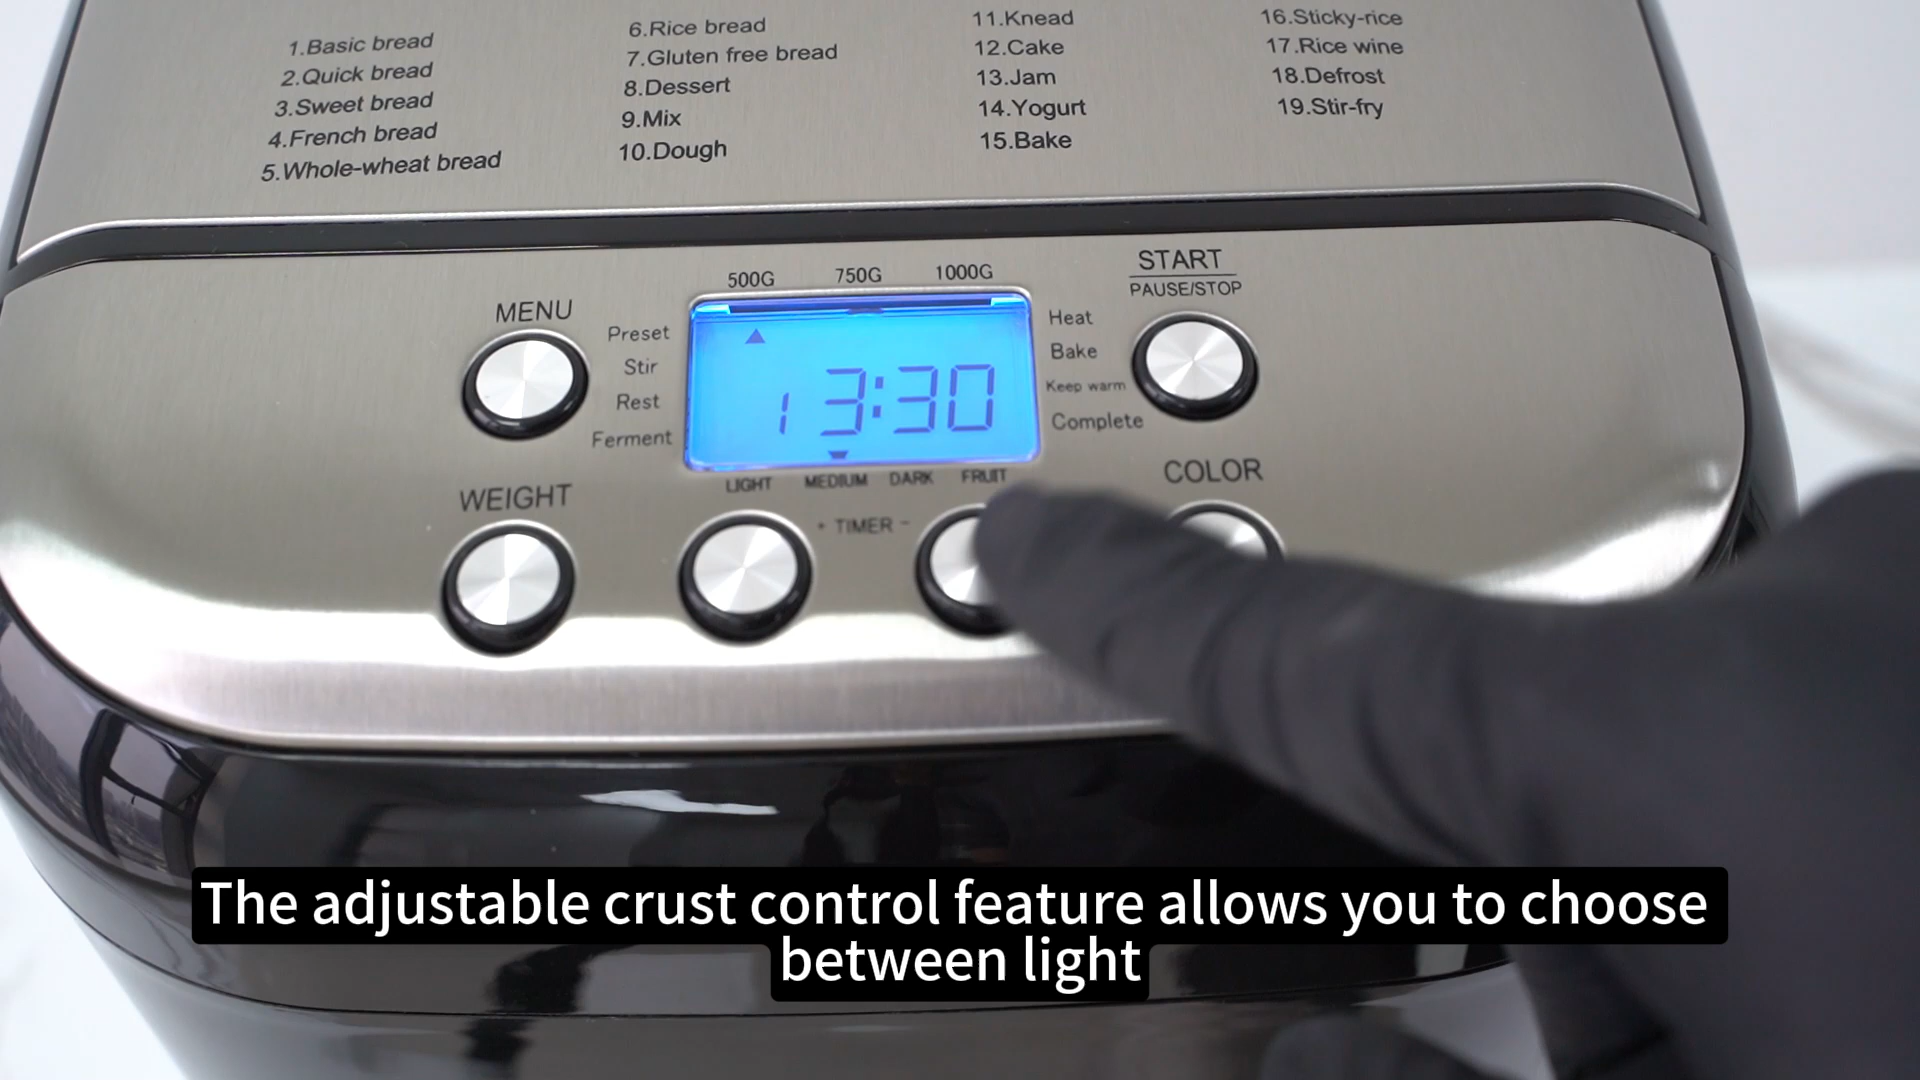 1.Basic bread
2.Quick bread
3.Sweet bread
4.French bread
5.Whole-wheat bread
6.Rice bread
7.Gluten free bread
8.Dessert
9.Mix
10.Dough
11.Knead
12.Cake
13.Jam
14.Yogurt
15.Bake
16.Sticky-rice
17.Rice wine
18.Defrost
19.Stir-fry
500G 750G 1000G
MENU
Preset
Stir
Rest
Ferment
1 3:30
Heat
Bake
Keep warm
Complete
START
PAUSE/STOP
LIGHT MEDIUM DARK FRUIT
WEIGHT
+ TIMER -
COLOR
The adjustable crust control feature allows you to choose
between light